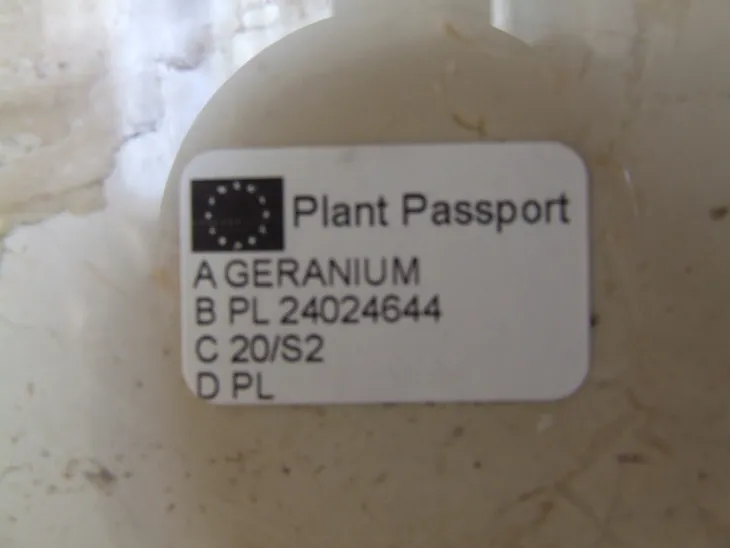 Plant Passport
A GERANIUM
B PL 24024644
C 20/S2
D PL